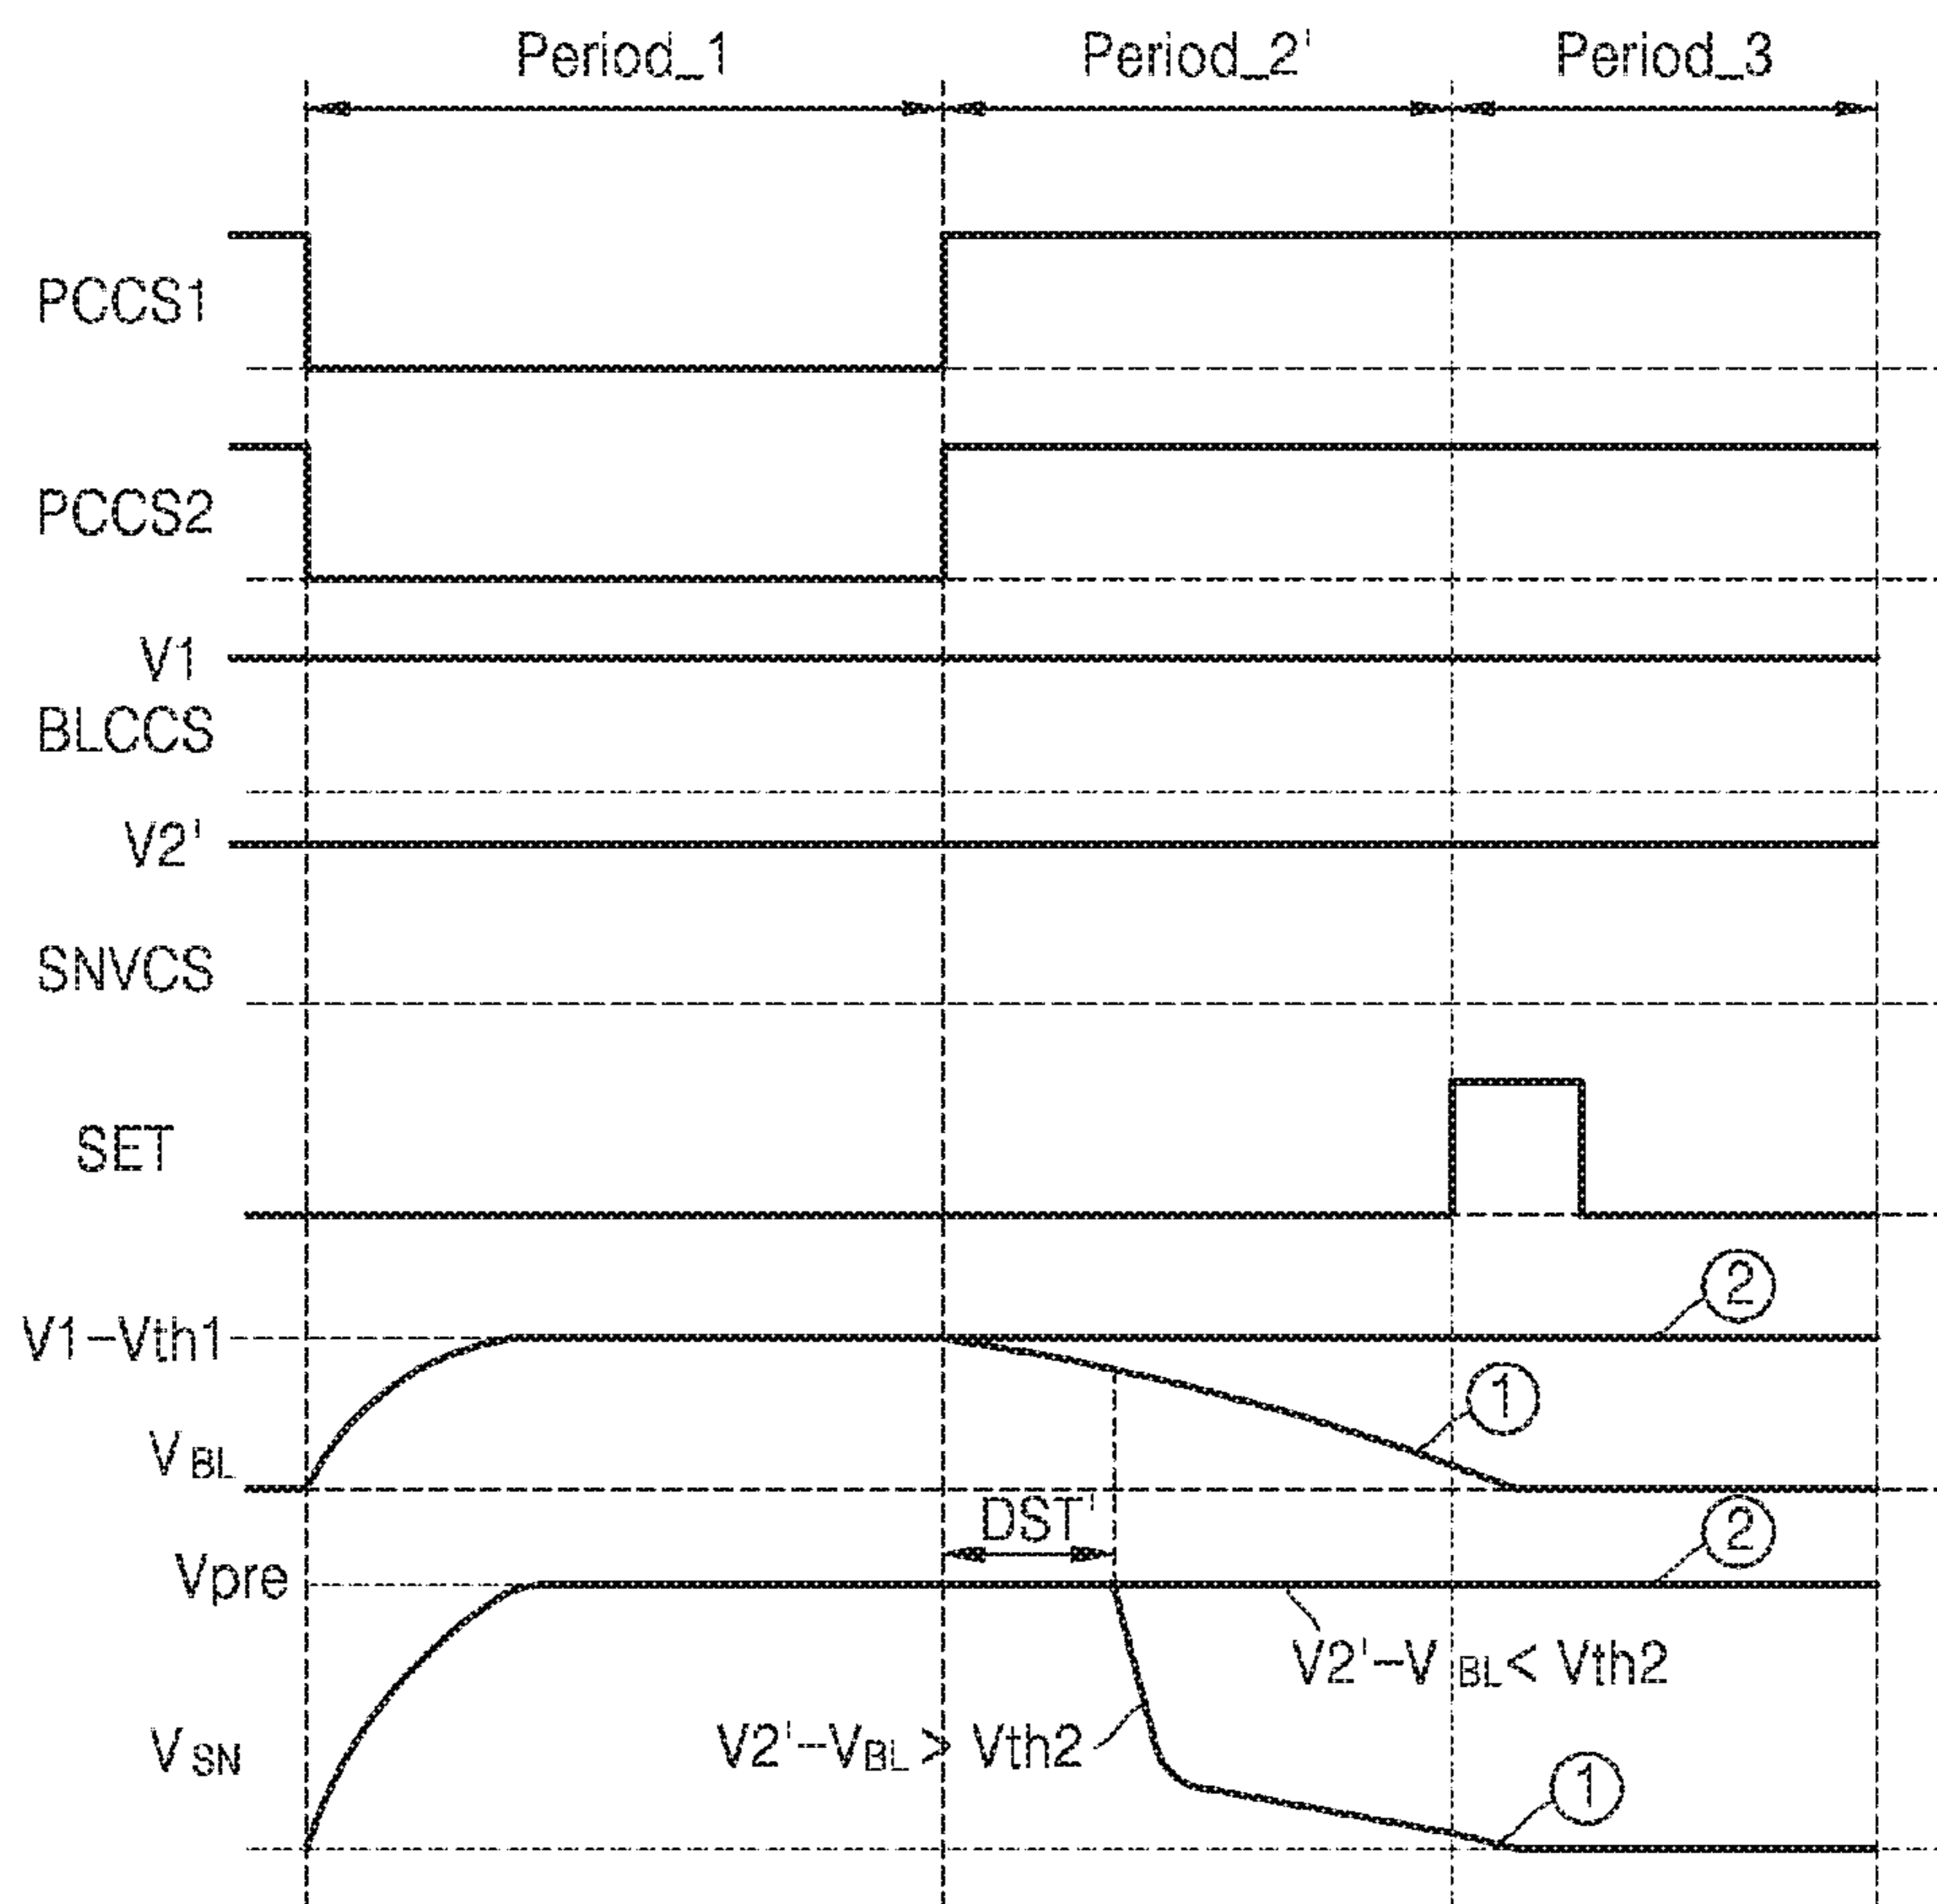 Period_1 Period_2' Period_3
PCCS1
PCCS2
V1
BLCCS
V2'
SNVCS
SET
②
V1-Vth1
①
VBL
DST'
②
Vpre
V2'-VBL< Vth2
V2'-VBL> Vth2
VSN
①